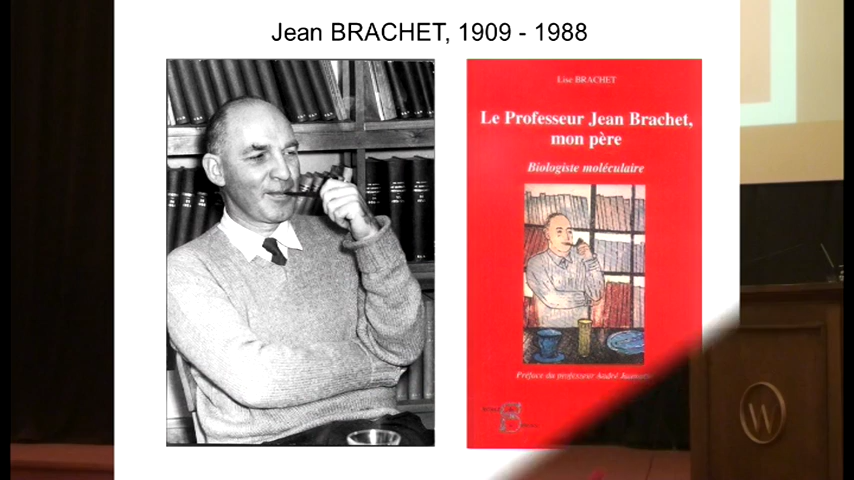 Jean BRACHET, 1909 - 1988
Lise BRACHET
Le Professeur Jean Brachet,
mon père
Biologiste moléculaire
Préface du professeur André
W